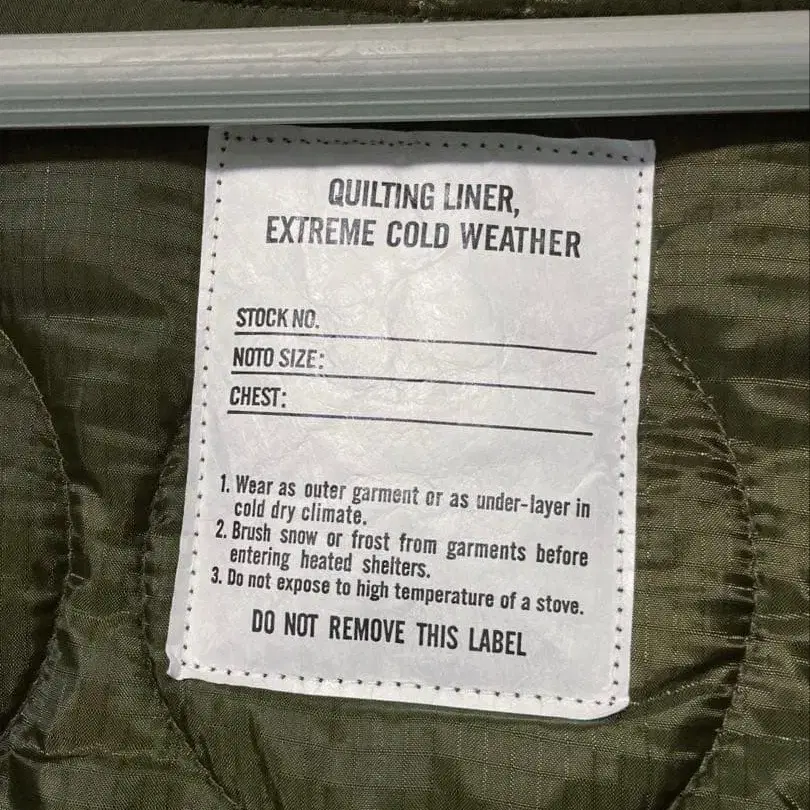 QUILTING LINER,
EXTREME COLD WEATHER
STOCK NO.
NOTO SIZE:
CHEST:
1. Wear as outer garment or as under-layer in
cold dry climate.
2. Brush snow or frost from garments before
entering heated shelters.
3. Do not expose to high temperature of a stove.
DO NOT REMOVE THIS LABEL